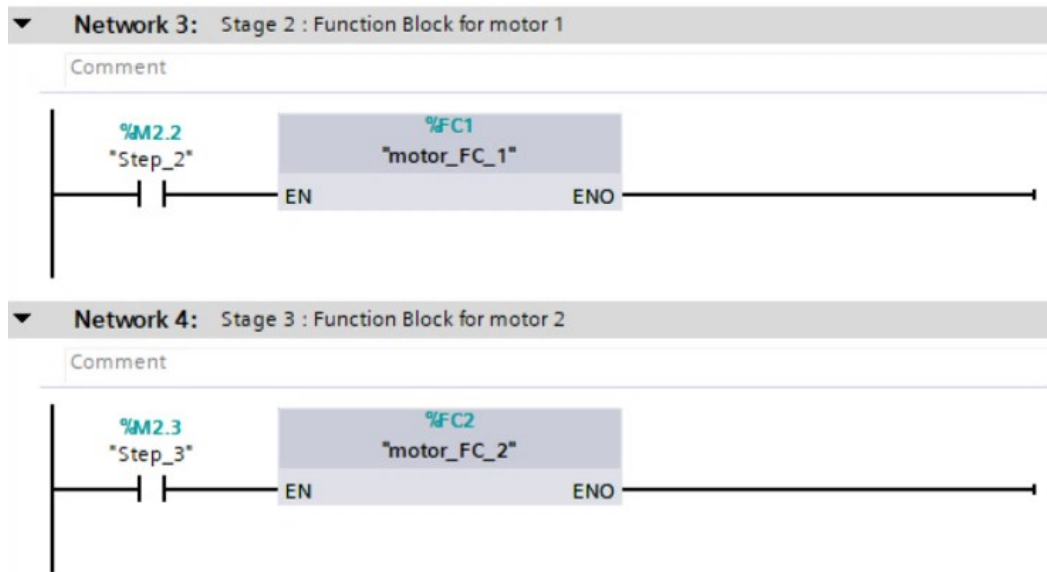 Network 3: Stage 2 : Function Block for motor 1
Comment
%M2.2
"Step_2"
%FC1
"motor_FC_1"
EN ENO
Network 4: Stage 3 : Function Block for motor 2
Comment
%M2.3
"Step_3"
%FC2
"motor_FC_2"
EN ENO